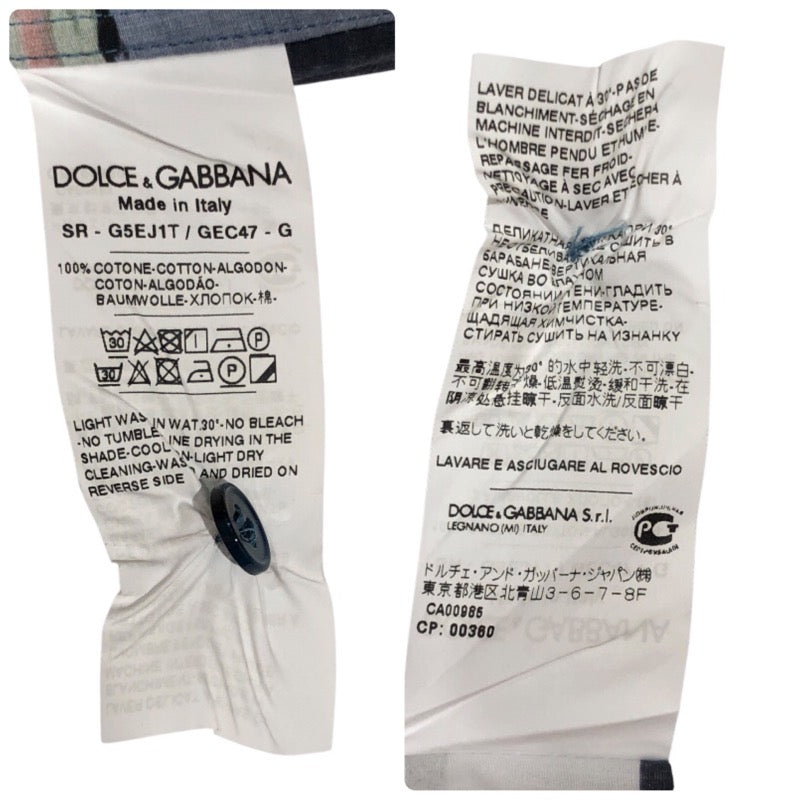 DOLCE & GABBANA
Made in Italy
SR - G5EJ1T / GEC47 - G
100% COTONE-COTTON-ALGODON-
COTON-ALGODÃO-
BAUMWOLLE-ХЛОПОК-棉-
30 P
30 P
LIGHT WAS IN WAT.30°-NO BLEACH
-NO TUMBLE LINE DRYING IN THE
SHADE-COOL -LIGHT DRY
CLEANING-WAS AND DRIED ON
REVERSE SIDE
LAVER DELICAT À 30°-PAS DE
BLANCHIMENT-SÉCHAGE EN
MACHINE INTERDIT-SÉCHER À
L'HOMBRE PENDU ET HUMIE-
REPASSAGE FER FROID-
NETTOYAGE À SEC AVEC
PRÉCAUTION-LAVER ET SÉCHER À
ДЕЛИКАТНАЯ ПРИ 30°
СУШИТЬ В
БАРАБАНЕ-ВЕРТИКАЛЬНАЯ
СУШКА ВО ВЛАЖНОМ
СОСТОЯНИИ ТЕНИ-ГЛАДИТЬ
ПРИ НИЗКОЙ ТЕМПЕРАТУРЕ-
ЩАДЯЩАЯ ХИМЧИСТКА-
СТИРАТЬ СУШИТЬ НА ИЗНАНКУ
最高温度为30°的水中轻洗-不可漂白-
不可翻转干燥-低温熨烫-缓和干洗-在
阴凉处悬挂晾干-反面水洗/反面晾干
裏返して洗いと乾燥をしてください。
LAVARE E ASCIUGARE AL ROVESCIO
DOLCE & GABBANA S.r.l.
LEGNANO (MI) ITALY
ドルチェ・アンド・ガッバーナ・ジャパン㈱
東京都港区北青山3-6-7-8F
CA00985
CP: 00360